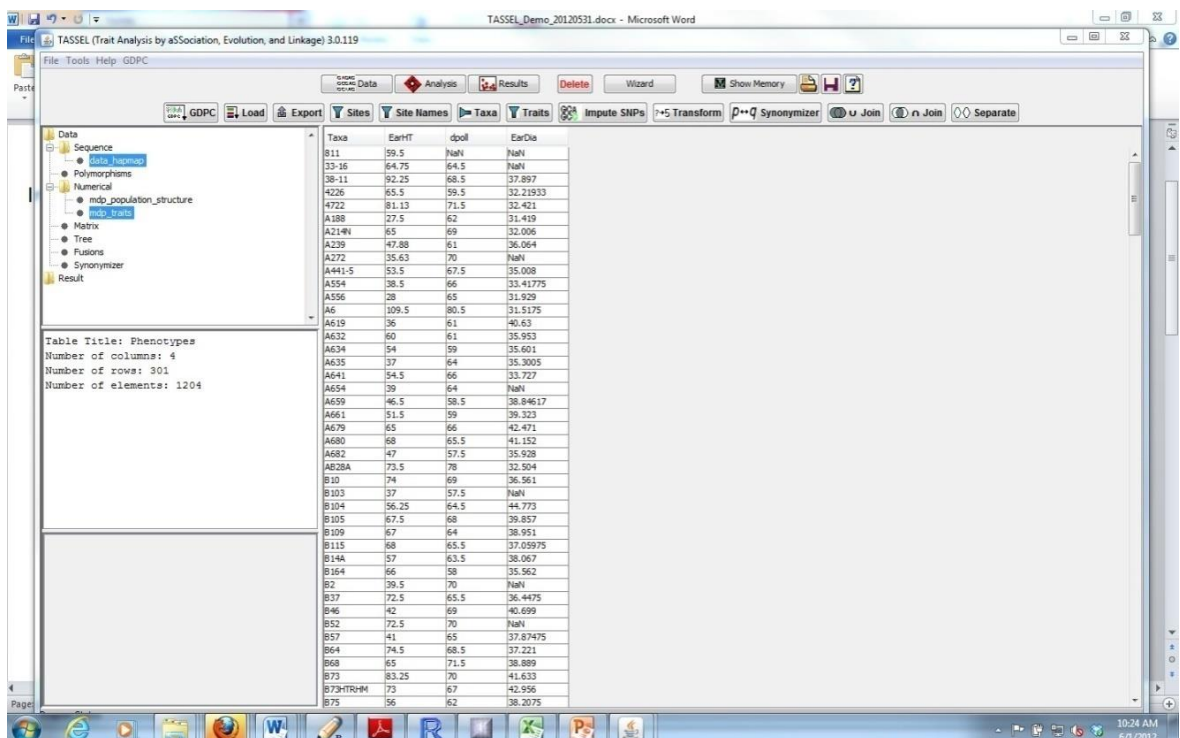 TASSEL_Demo_20120531.docx - Microsoft Word
File
TASSEL (Trait Analysis by aSSociation, Evolution, and Linkage) 3.0.119
File Tools Help GDPC
Paste
Data Analysis Results Delete Wizard Show Memory
GDPC Load Export Sites Site Names Taxa Traits Impute SNPs Transform Synonymizer ∪ Join ∩ Join Separate
Data
Sequence
data_hapmap
Polymorphisms
Numerical
mdp_population_structure
mdp_traits
Matrix
Tree
Fusions
Synonymizer
Result
Table Title: Phenotypes
Number of columns: 4
Number of rows: 301
Number of elements: 1204
Taxa EarHT dpoll EarDia
811 59.5 NaN NaN
33-16 64.75 64.5 NaN
38-11 92.25 68.5 37.897
4226 65.5 59.5 32.21933
4722 81.13 71.5 32.421
A188 27.5 62 31.419
A214N 65 69 32.006
A239 47.88 61 36.064
A272 35.63 70 NaN
A441-5 53.5 67.5 35.008
A554 38.5 66 33.41775
A556 28 65 31.929
A6 109.5 80.5 31.5175
A619 36 61 40.63
A632 60 61 35.953
A634 54 59 35.601
A635 37 64 35.3005
A641 54.5 66 33.727
A654 39 64 NaN
A659 46.5 58.5 38.84617
A661 51.5 59 39.323
A679 65 66 42.471
A680 68 65.5 41.152
A682 47 57.5 35.928
AB28A 73.5 78 32.504
B10 74 69 36.561
B103 37 57.5 NaN
B104 56.25 64.5 44.773
B105 67.5 68 39.857
B109 67 64 38.951
B115 68 65.5 37.05975
B14A 57 63.5 38.067
B164 66 58 35.562
B2 39.5 70 NaN
B37 72.5 65.5 36.4475
B46 42 69 40.699
B52 72.5 70 NaN
B57 41 65 37.87475
B64 74.5 68.5 37.221
B68 65 71.5 38.889
B73 83.25 70 41.633
B73HTRHM 73 67 42.956
B75 56 62 38.2075
Page:
10:24 AM
6/1/2012